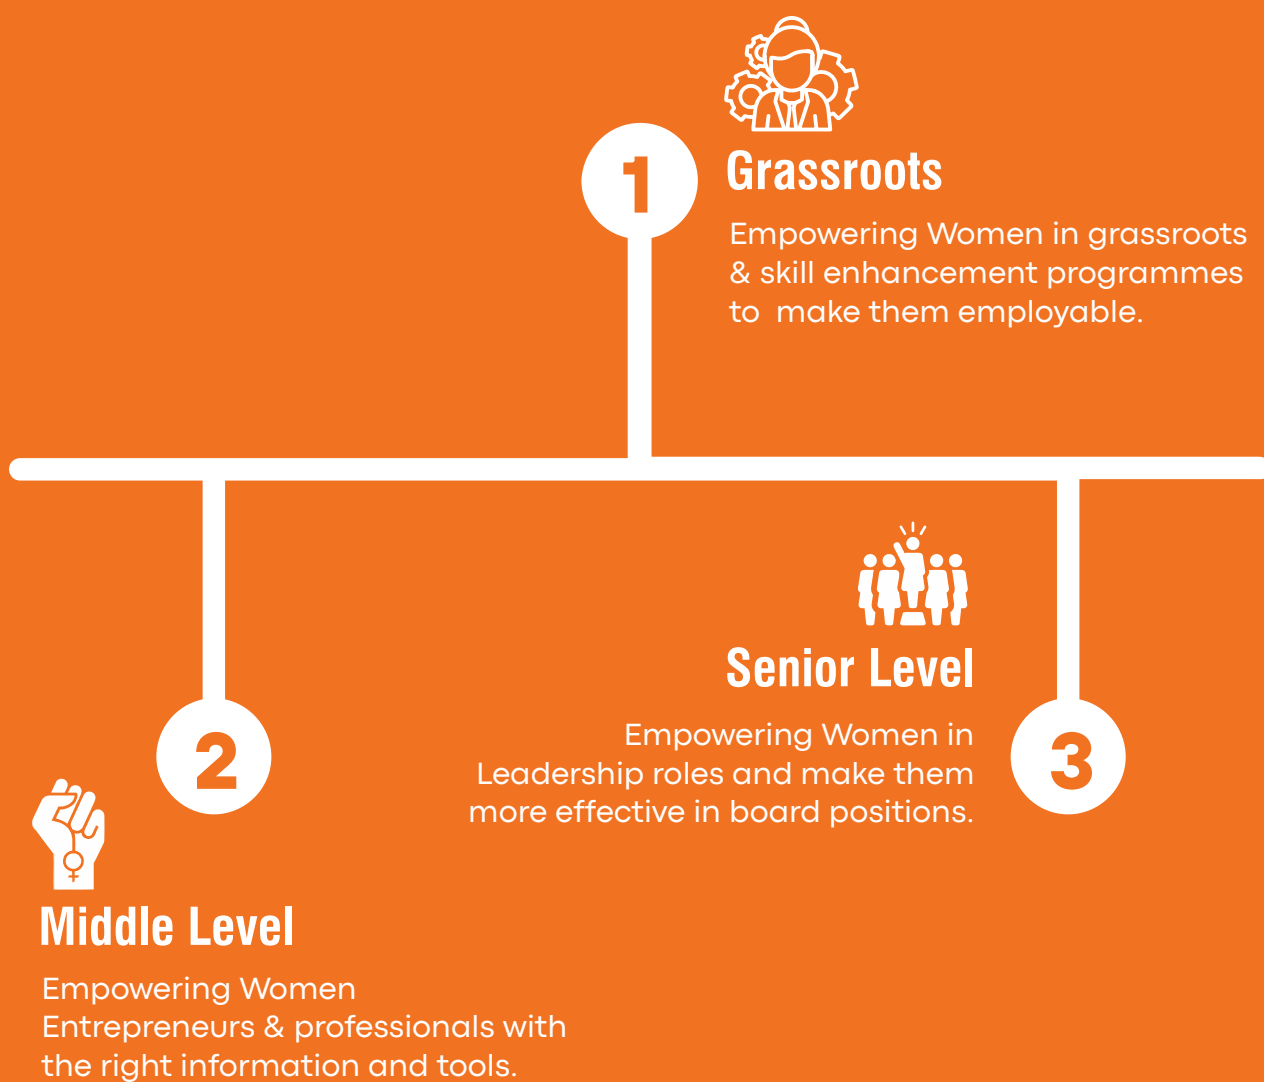 1
Grassroots
Empowering Women in grassroots
& skill enhancement programmes
to  make them employable.
2
Middle Level
Empowering Women
Entrepreneurs & professionals with
the right information and tools.
3
Senior Level
Empowering Women in
Leadership roles and make them
more effective in board positions.